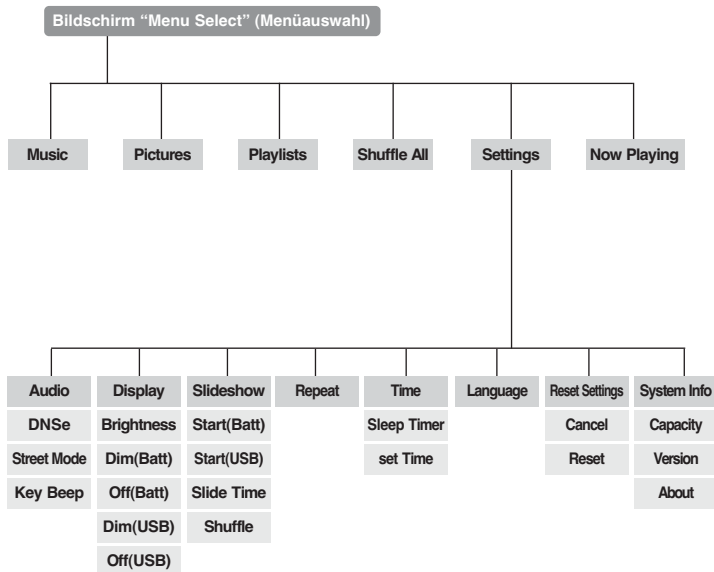 Bildschirm “Menu Select” (Menüauswahl)
Music Pictures Playlists Shuffle All Settings Now Playing
Audio Display Slideshow Repeat Time Language Reset Settings System Info
DNSe Brightness Start(Batt) Sleep Timer Cancel Capacity
Street Mode Dim(Batt) Start(USB) set Time Reset Version
Key Beep Off(Batt) Slide Time About
Dim(USB) Shuffle
Off(USB)